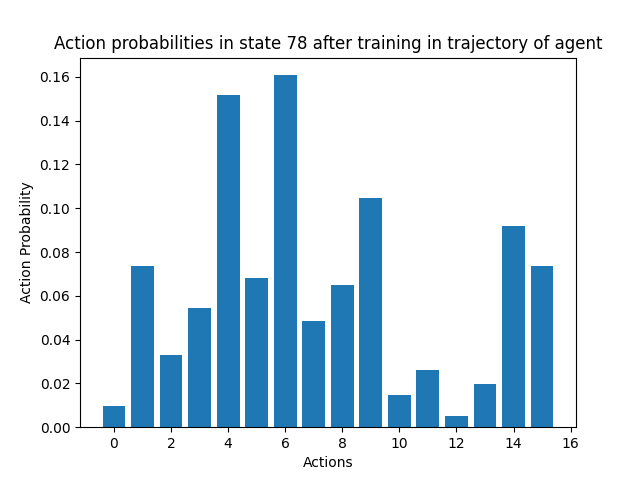 Action probabilities in state 78 after training in trajectory of agent
0.16
0.14
0.12
0.10
0.08
0.06
0.04
0.02
0.00
Action Probability
0 2 4 6 8 10 12 14 16
Actions